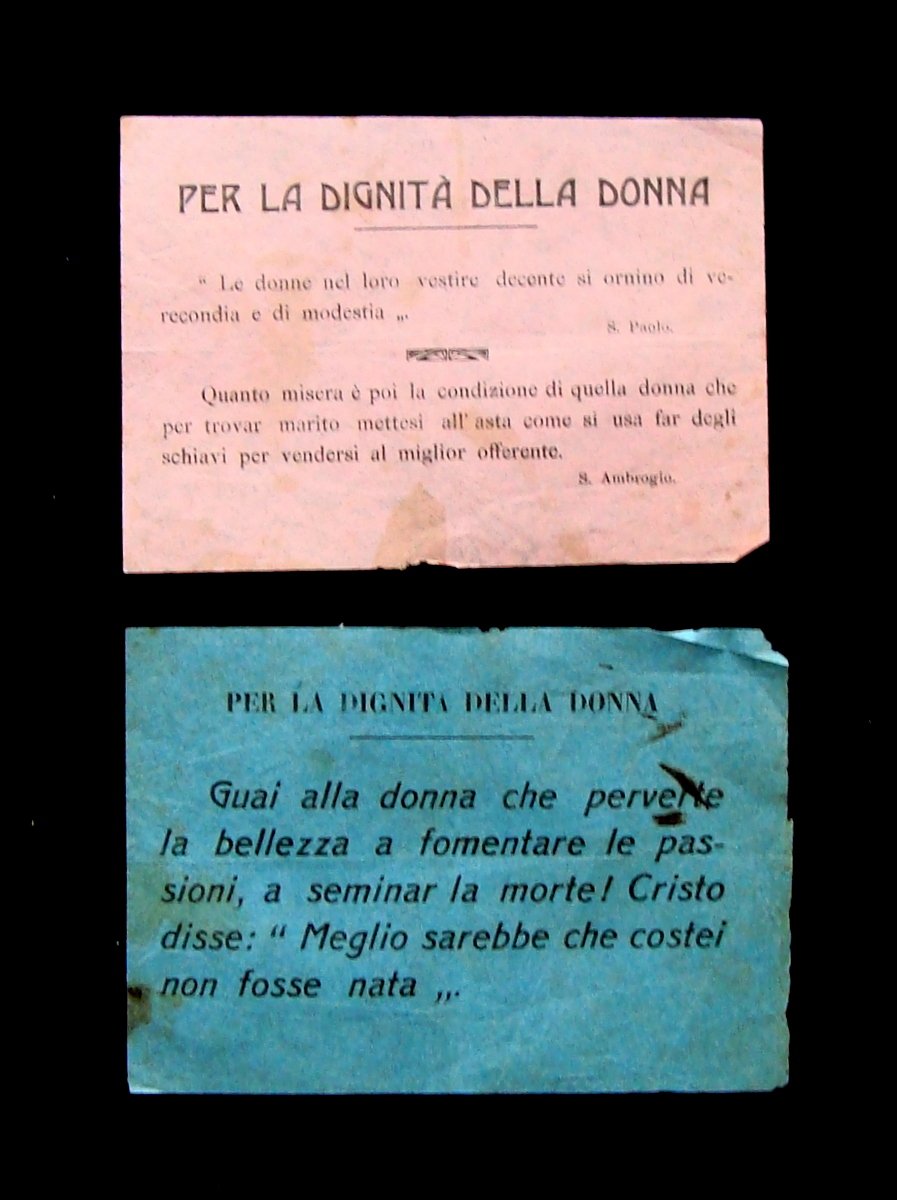 PER LA DIGNITÀ DELLA DONNA
“ Le donne nel loro vestire decente si ornino di ve-
recondia e di modestia „.
S. Paolo.
Quanto misera è poi la condizione di quella donna che
per trovar marito mettesi all' asta come si usa far degli
schiavi per vendersi al miglior offerente.
S. Ambrogio.
PER LA DIGNITA DELLA DONNA
Guai alla donna che perverte
la bellezza a fomentare le pas-
sioni, a seminar la morte! Cristo
disse: “ Meglio sarebbe che costei
non fosse nata „.